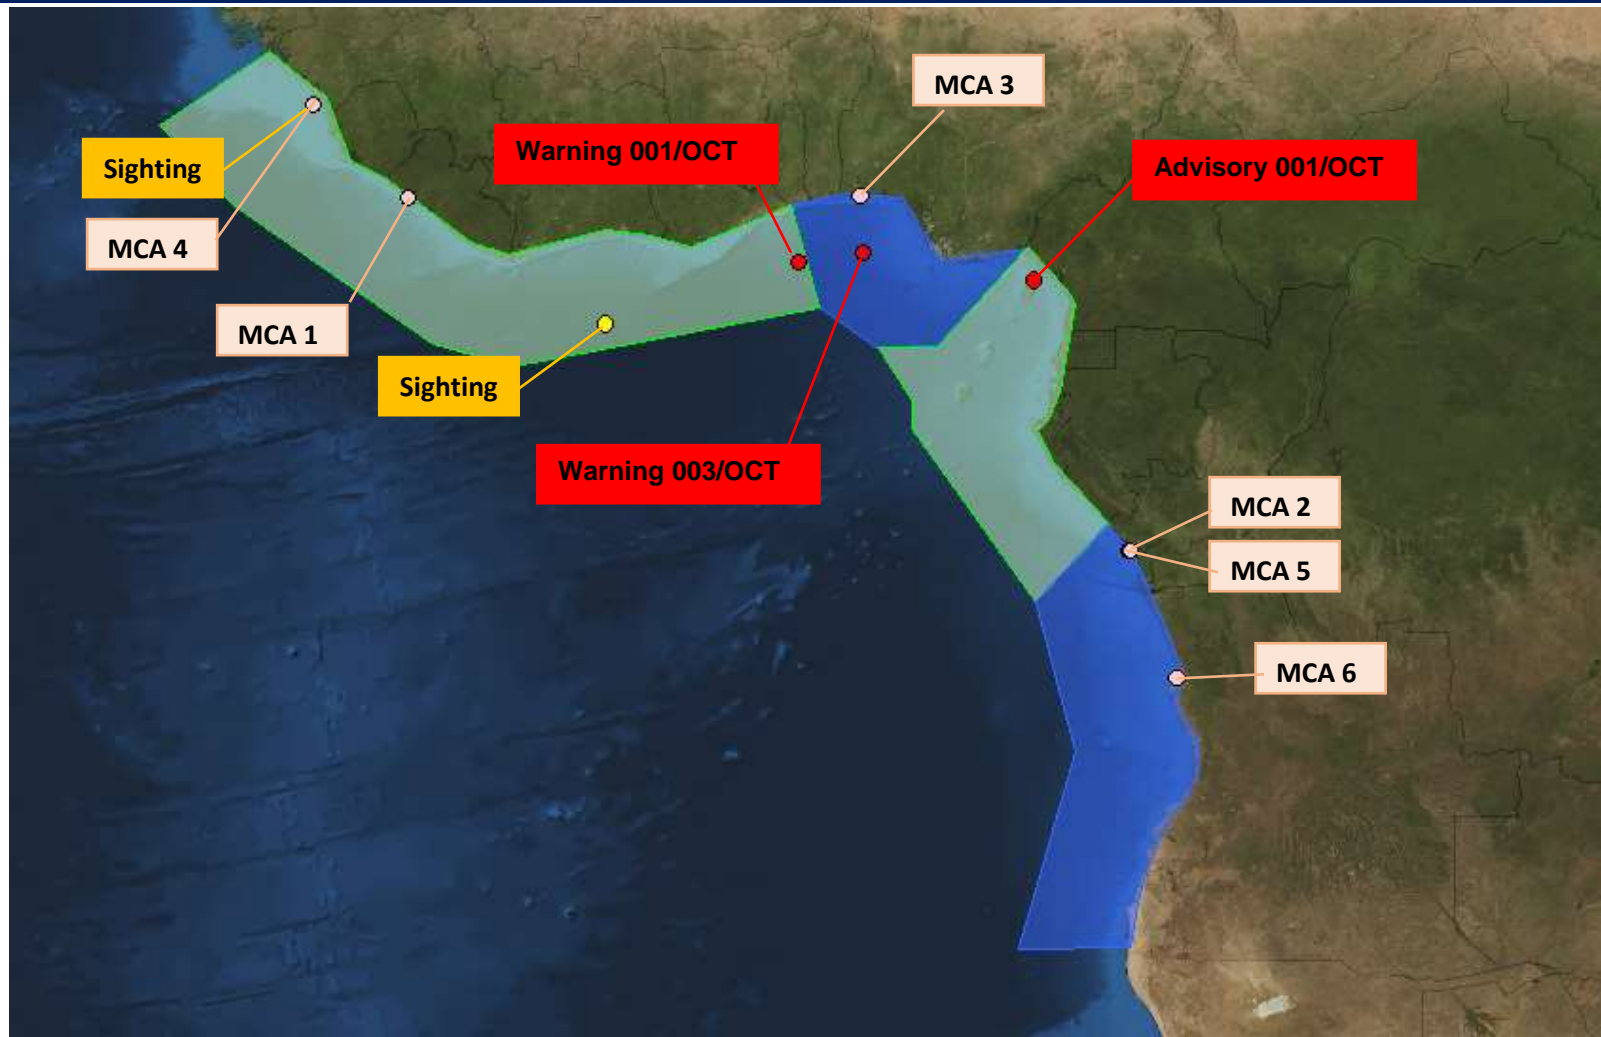 MCA 3
Warning 001/OCT
Sighting
Advisory 001/OCT
MCA 4
MCA 1
Sighting
Warning 003/OCT
MCA 2
MCA 5
MCA 6